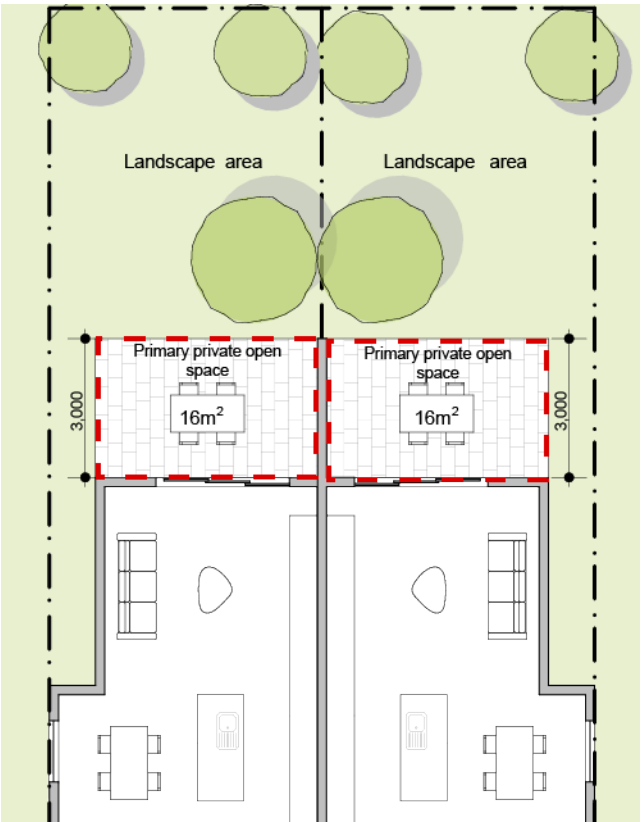 Landscape area
Landscape area
Primary private open
space
16m²
3,000
Primary private open
space
16m²
3,000